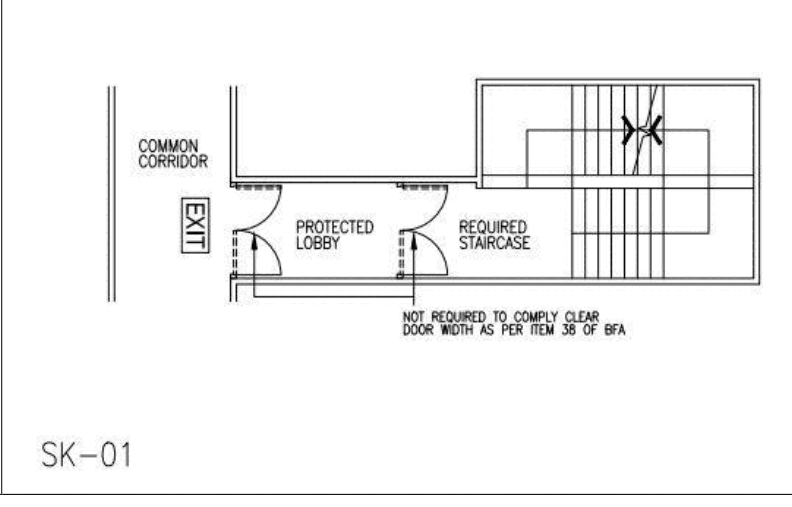 COMMON
CORRIDOR
EXIT
PROTECTED
LOBBY
REQUIRED
STAIRCASE
NOT REQUIRED TO COMPLY CLEAR
DOOR WIDTH AS PER ITEM 38 OF BFA
SK-01